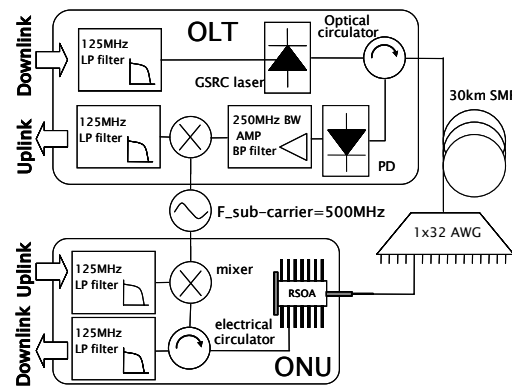 OLT
Optical
circulator
Downlink
125MHz
LP filter
GSRC laser
30km SMF
Uplink
125MHz
LP filter
250MHz BW
AMP
BP filter
PD
F_sub-carrier=500MHz
1x32 AWG
Uplink
125MHz
LP filter
mixer
RSOA
Downlink
125MHz
LP filter
electrical
circulator
ONU